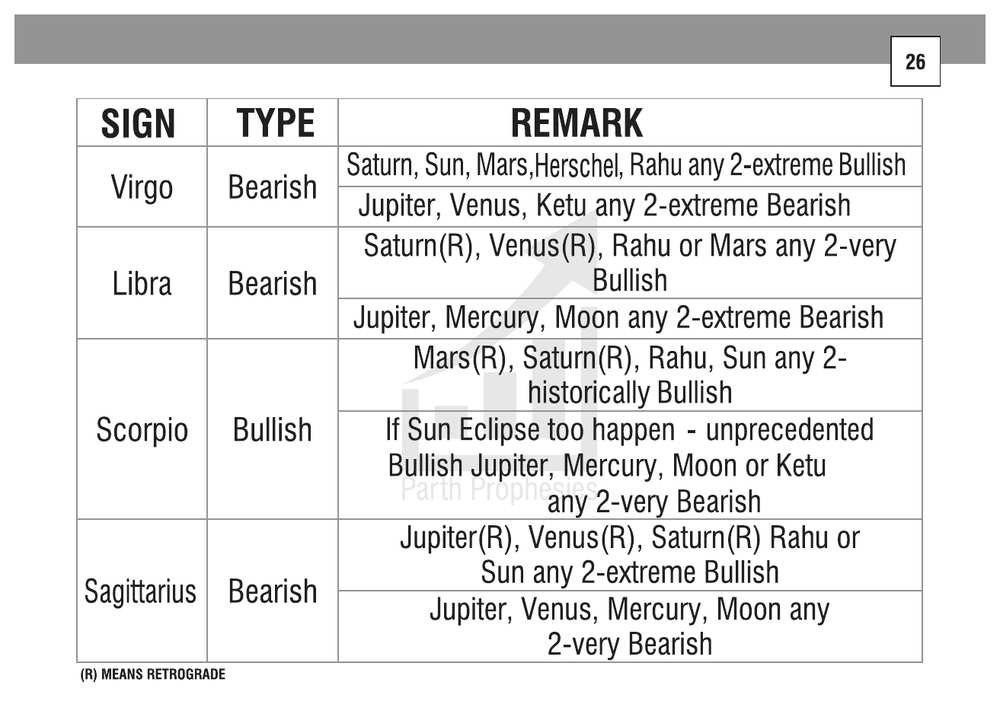 26
SIGN TYPE REMARK
Virgo Bearish Saturn, Sun, Mars,Herschel, Rahu any 2-extreme Bullish
Jupiter, Venus, Ketu any 2-extreme Bearish
Libra Bearish Saturn(R), Venus(R), Rahu or Mars any 2-very
Bullish
Jupiter, Mercury, Moon any 2-extreme Bearish
Scorpio Bullish Mars(R), Saturn(R), Rahu, Sun any 2-
historically Bullish
If Sun Eclipse too happen - unprecedented
Bullish Jupiter, Mercury, Moon or Ketu
any 2-very Bearish
Parth Prophesies
Sagittarius Bearish Jupiter(R), Venus(R), Saturn(R) Rahu or
Sun any 2-extreme Bullish
Jupiter, Venus, Mercury, Moon any
2-very Bearish
(R) MEANS RETROGRADE